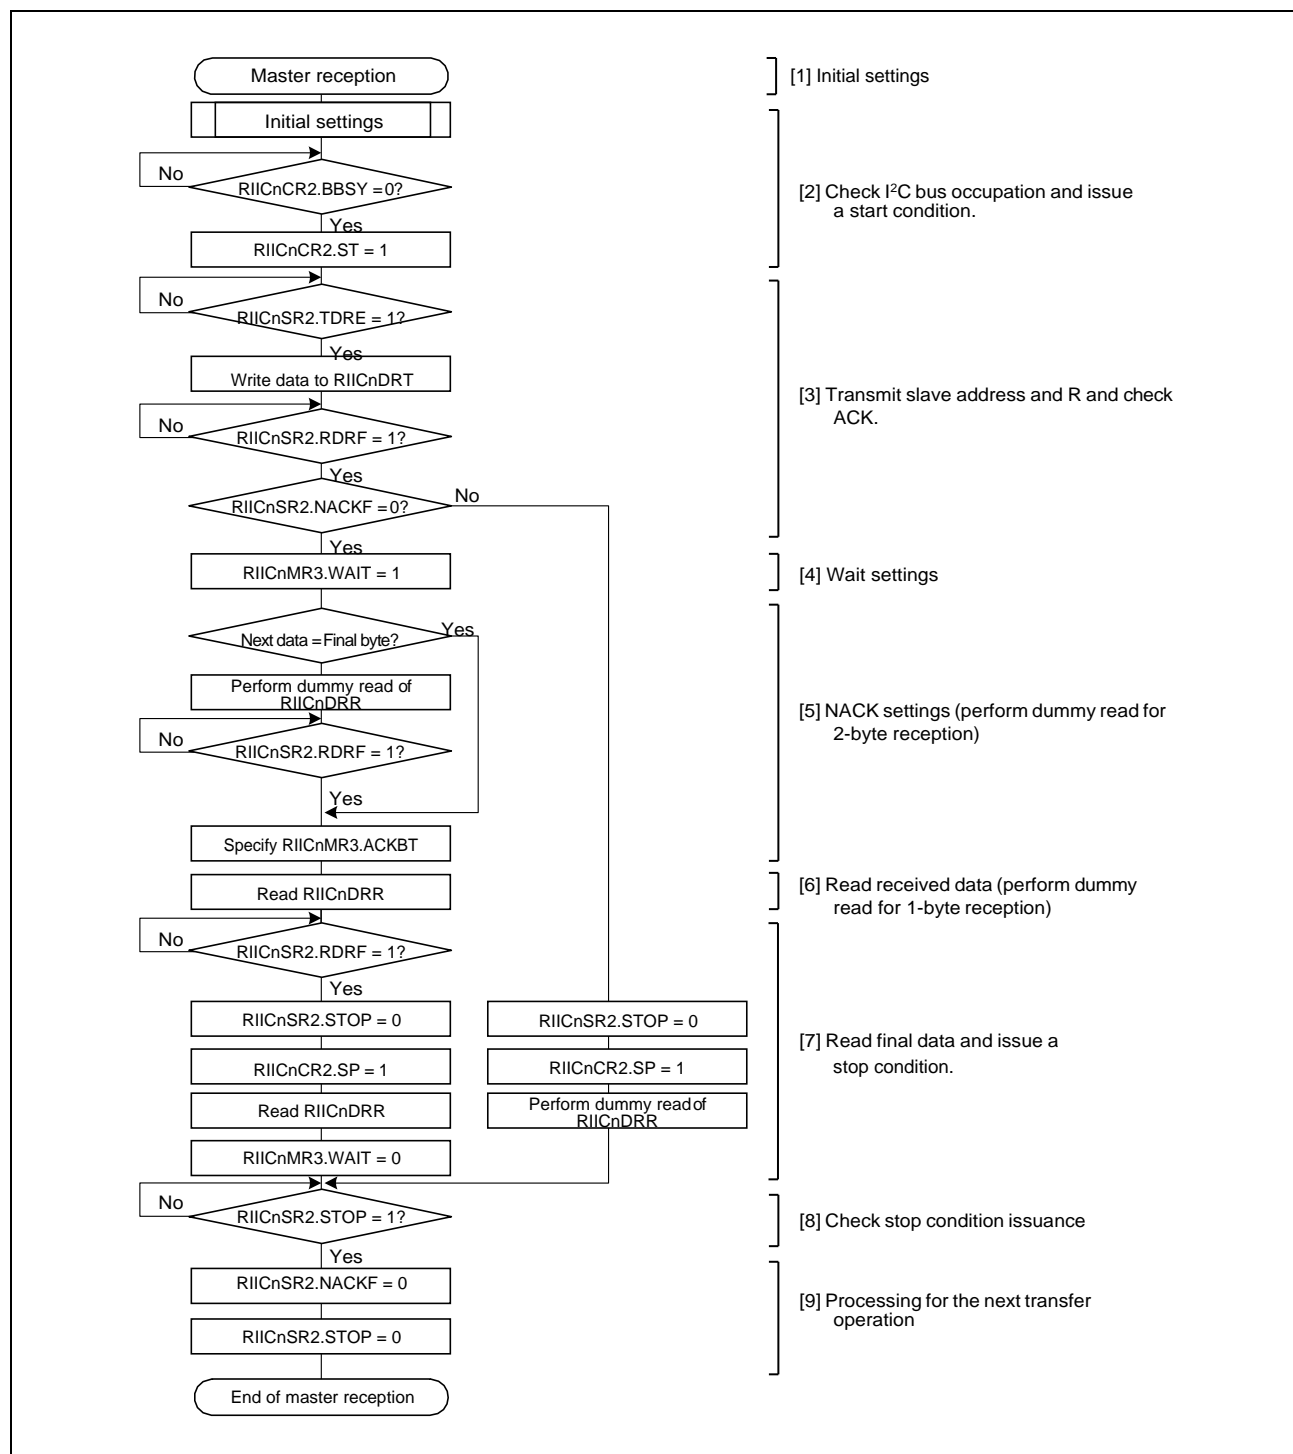 Master reception
[1] Initial settings
Initial settings
No
RIICnCR2.BBSY = 0?
[2] Check I²C bus occupation and issue
a start condition.
Yes
RIICnCR2.ST = 1
No
RIICnSR2.TDRE = 1?
Yes
Write data to RIICnDRT
[3] Transmit slave address and R and check
ACK.
No
RIICnSR2.RDRF = 1?
Yes
RIICnSR2.NACKF = 0?
No
Yes
RIICnMR3.WAIT = 1
[4] Wait settings
Next data = Final byte?
Yes
Perform dummy read of
RIICnDRR
[5] NACK settings (perform dummy read for
2-byte reception)
No
RIICnSR2.RDRF = 1?
Yes
Specify RIICnMR3.ACKBT
Read RIICnDRR
[6] Read received data (perform dummy
read for 1-byte reception)
No
RIICnSR2.RDRF = 1?
Yes
RIICnSR2.STOP = 0
RIICnSR2.STOP = 0
[7] Read final data and issue a
stop condition.
RIICnCR2.SP = 1
RIICnCR2.SP = 1
Read RIICnDRR
Perform dummy read of
RIICnDRR
RIICnMR3.WAIT = 0
No
RIICnSR2.STOP = 1?
[8] Check stop condition issuance
Yes
RIICnSR2.NACKF = 0
[9] Processing for the next transfer
operation
RIICnSR2.STOP = 0
End of master reception